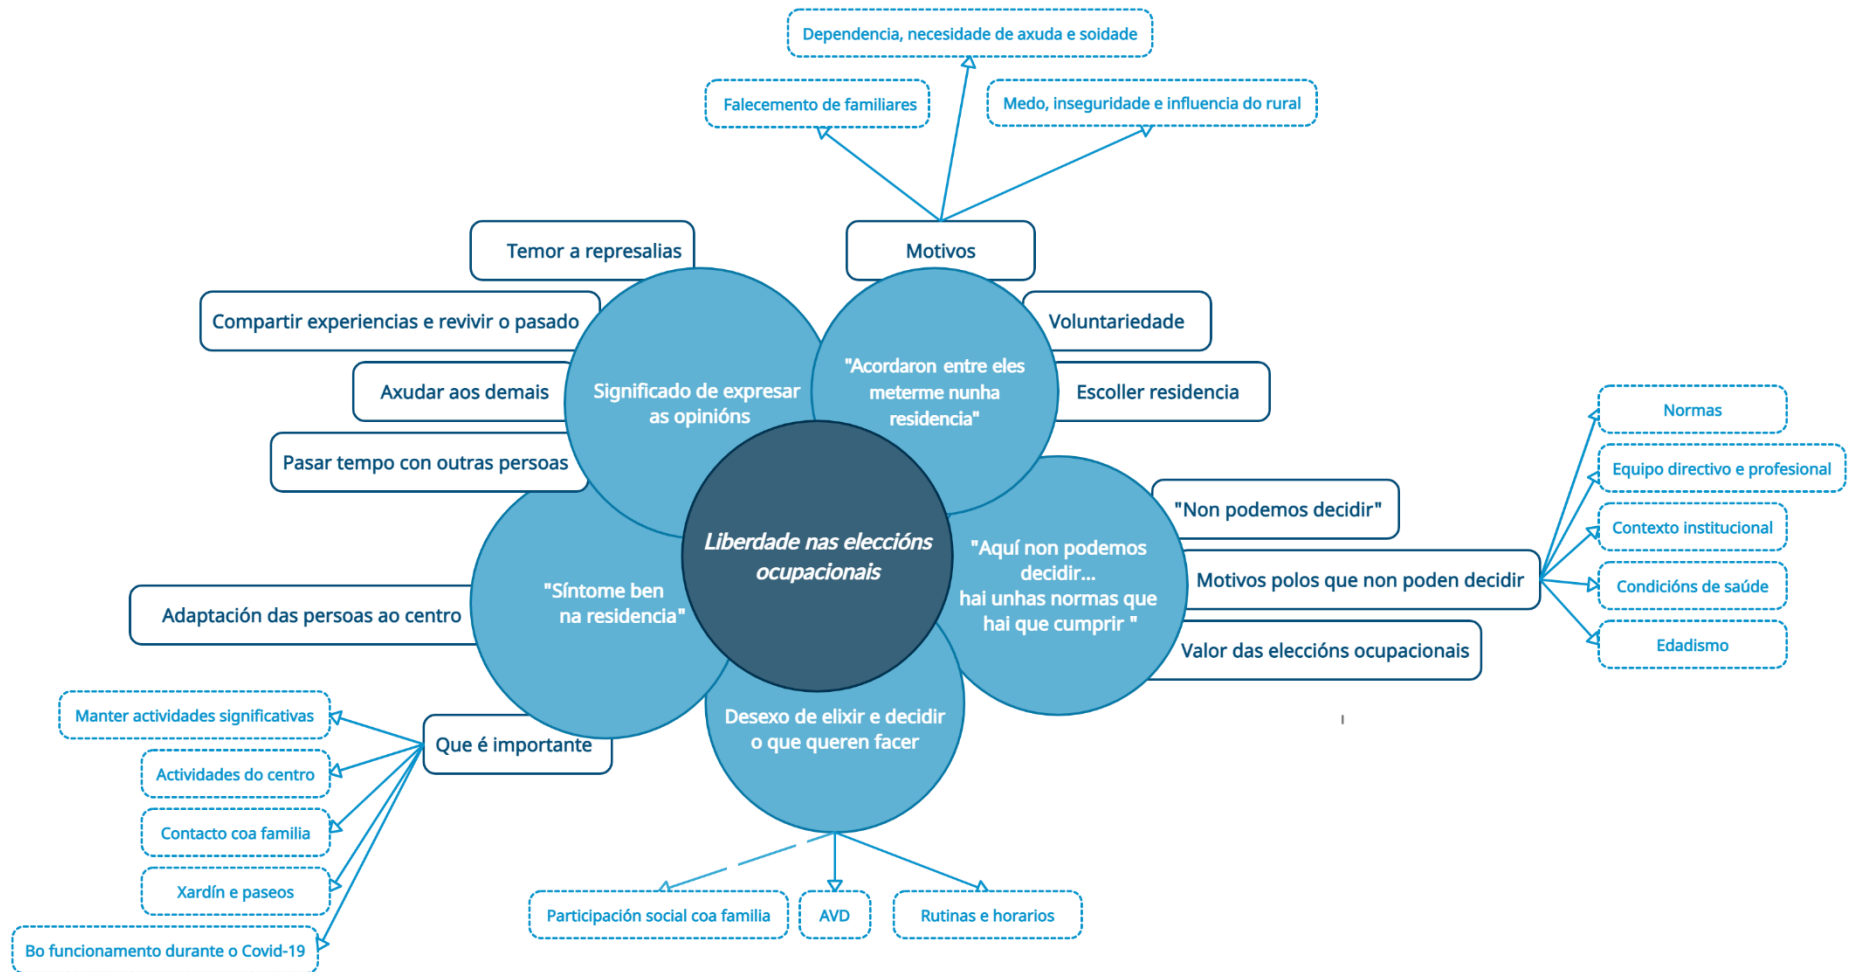 Dependencia, necesidade de axuda e soidade
Falecemento de familiares
Medo, inseguridade e influencia do rural
Temor a represalias
Motivos
Compartir experiencias e revivir o pasado
Voluntariedade
Axudar aos demais
Significado de expresar
as opinións
"Acordaron entre eles
meterme nunha
residencia"
Escoller residencia
Pasar tempo con outras persoas
Normas
Equipo directivo e profesional
Contexto institucional
Condicións de saúde
Edadismo
"Non podemos decidir"
Motivos polos que non poden decidir
Valor das eleccións ocupacionais
Liberdade nas eleccións
ocupacionais
"Aquí non podemos
decidir...
hai unhas normas que
hai que cumprir "
"Síntome ben
na residencia"
Adaptación das persoas ao centro
Desexo de elixir e decidir
o que queren facer
Que é importante
Manter actividades significativas
Actividades do centro
Contacto coa familia
Xardín e paseos
Bo funcionamento durante o Covid-19
Participación social coa familia
AVD
Rutinas e horarios